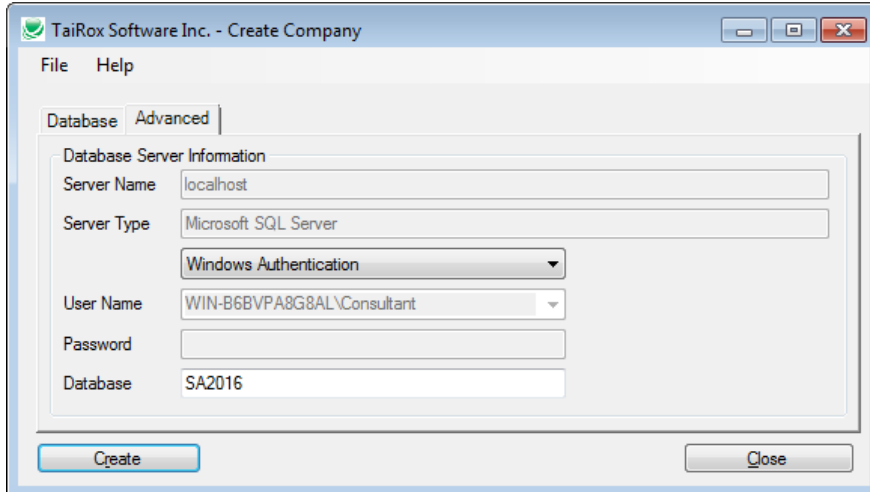 TaiRox Software Inc. - Create Company
File Help
Database Advanced
Database Server Information
Server Name localhost
Server Type Microsoft SQL Server
Windows Authentication
User Name WIN-B6BVPA8G8AL\Consultant
Password
Database SA2016
Create Close